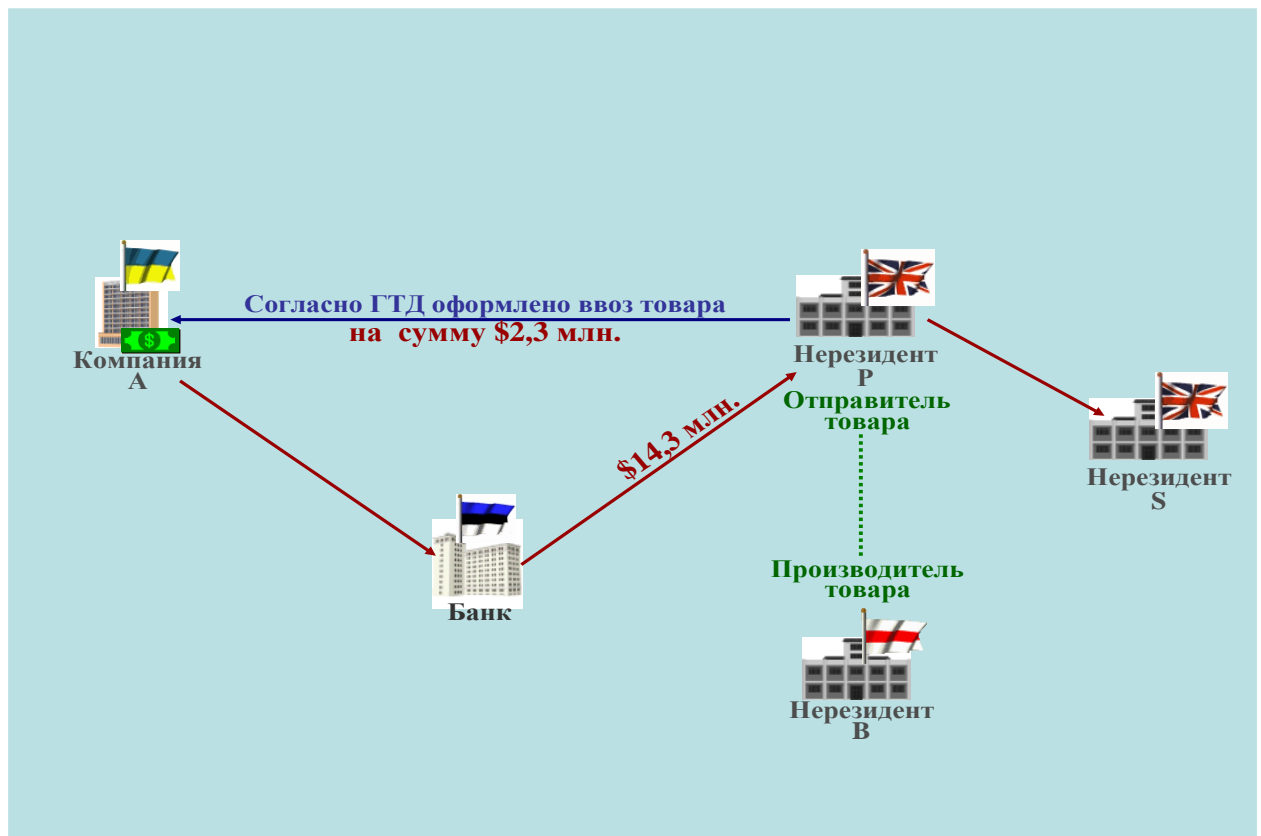 Согласно ГТД оформлено ввоз товара
на сумму $2,3 млн.
Компания
А
Нерезидент
Р
Отправитель
товара
$14,3 млн.
Нерезидент
S
Банк
Производитель
товара
Нерезидент
В